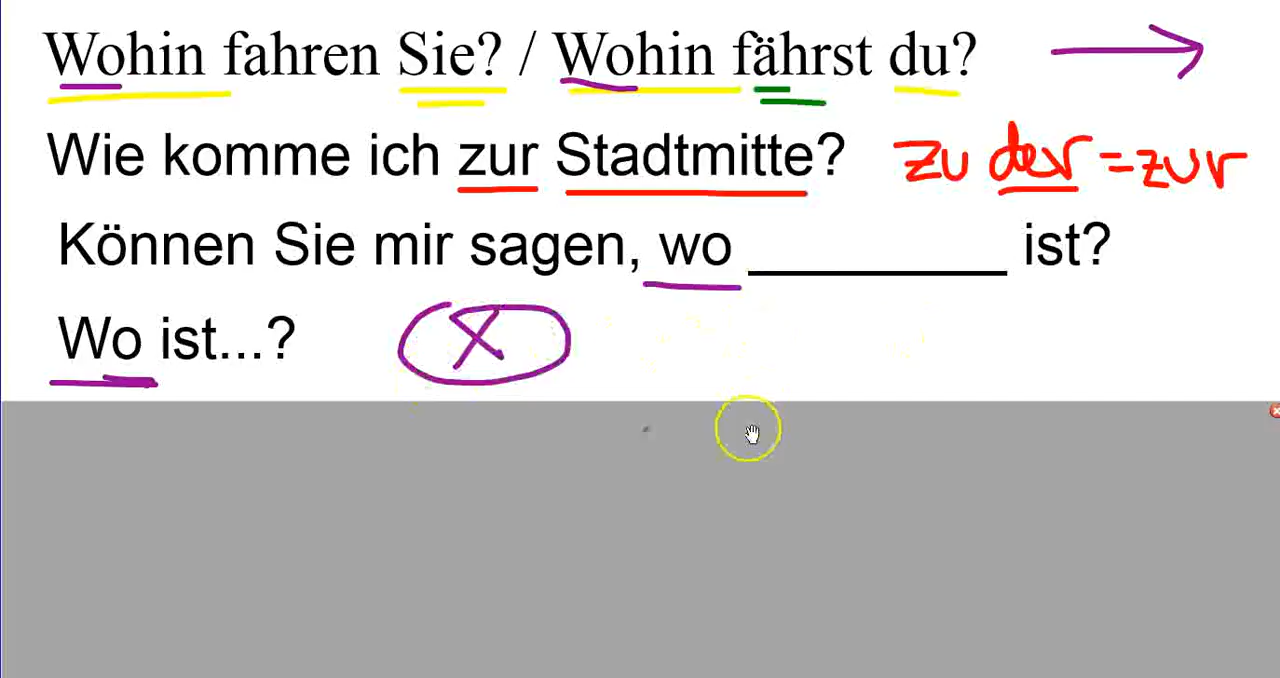 Wohin fahren Sie? / Wohin fährst du?
Wie komme ich zur Stadtmitte? zu der = zur
Können Sie mir sagen, wo __________ ist?
Wo ist...? X